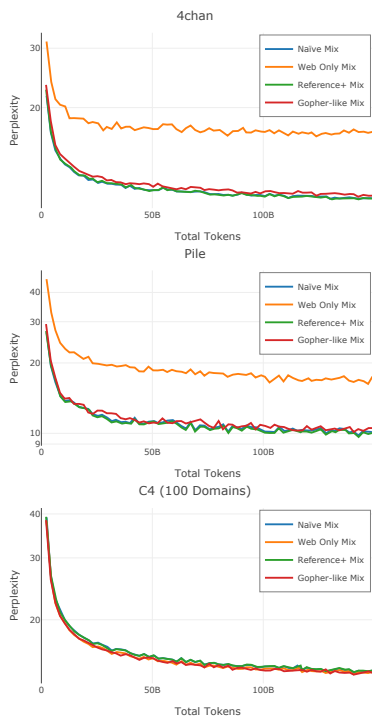 4chan
30
20
Perplexity
Naïve Mix
Web Only Mix
Reference+ Mix
Gopher-like Mix
0
50B
100B
Total Tokens
Pile
40
30
20
10
9
Perplexity
Naïve Mix
Web Only Mix
Reference+ Mix
Gopher-like Mix
0
50B
100B
Total Tokens
C4 (100 Domains)
40
30
20
Perplexity
Naïve Mix
Web Only Mix
Reference+ Mix
Gopher-like Mix
0
50B
100B
Total Tokens